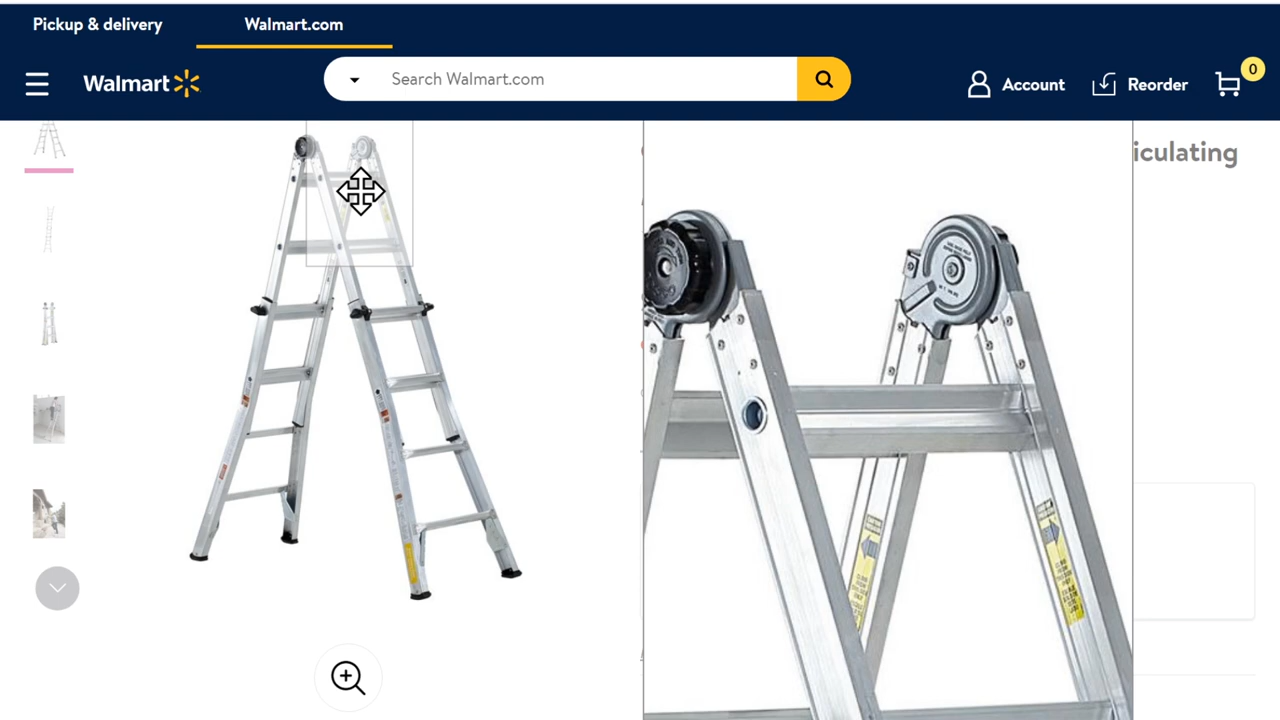 Pickup & delivery
Walmart.com
Walmart
Search Walmart.com
Account
Reorder
0
iculating